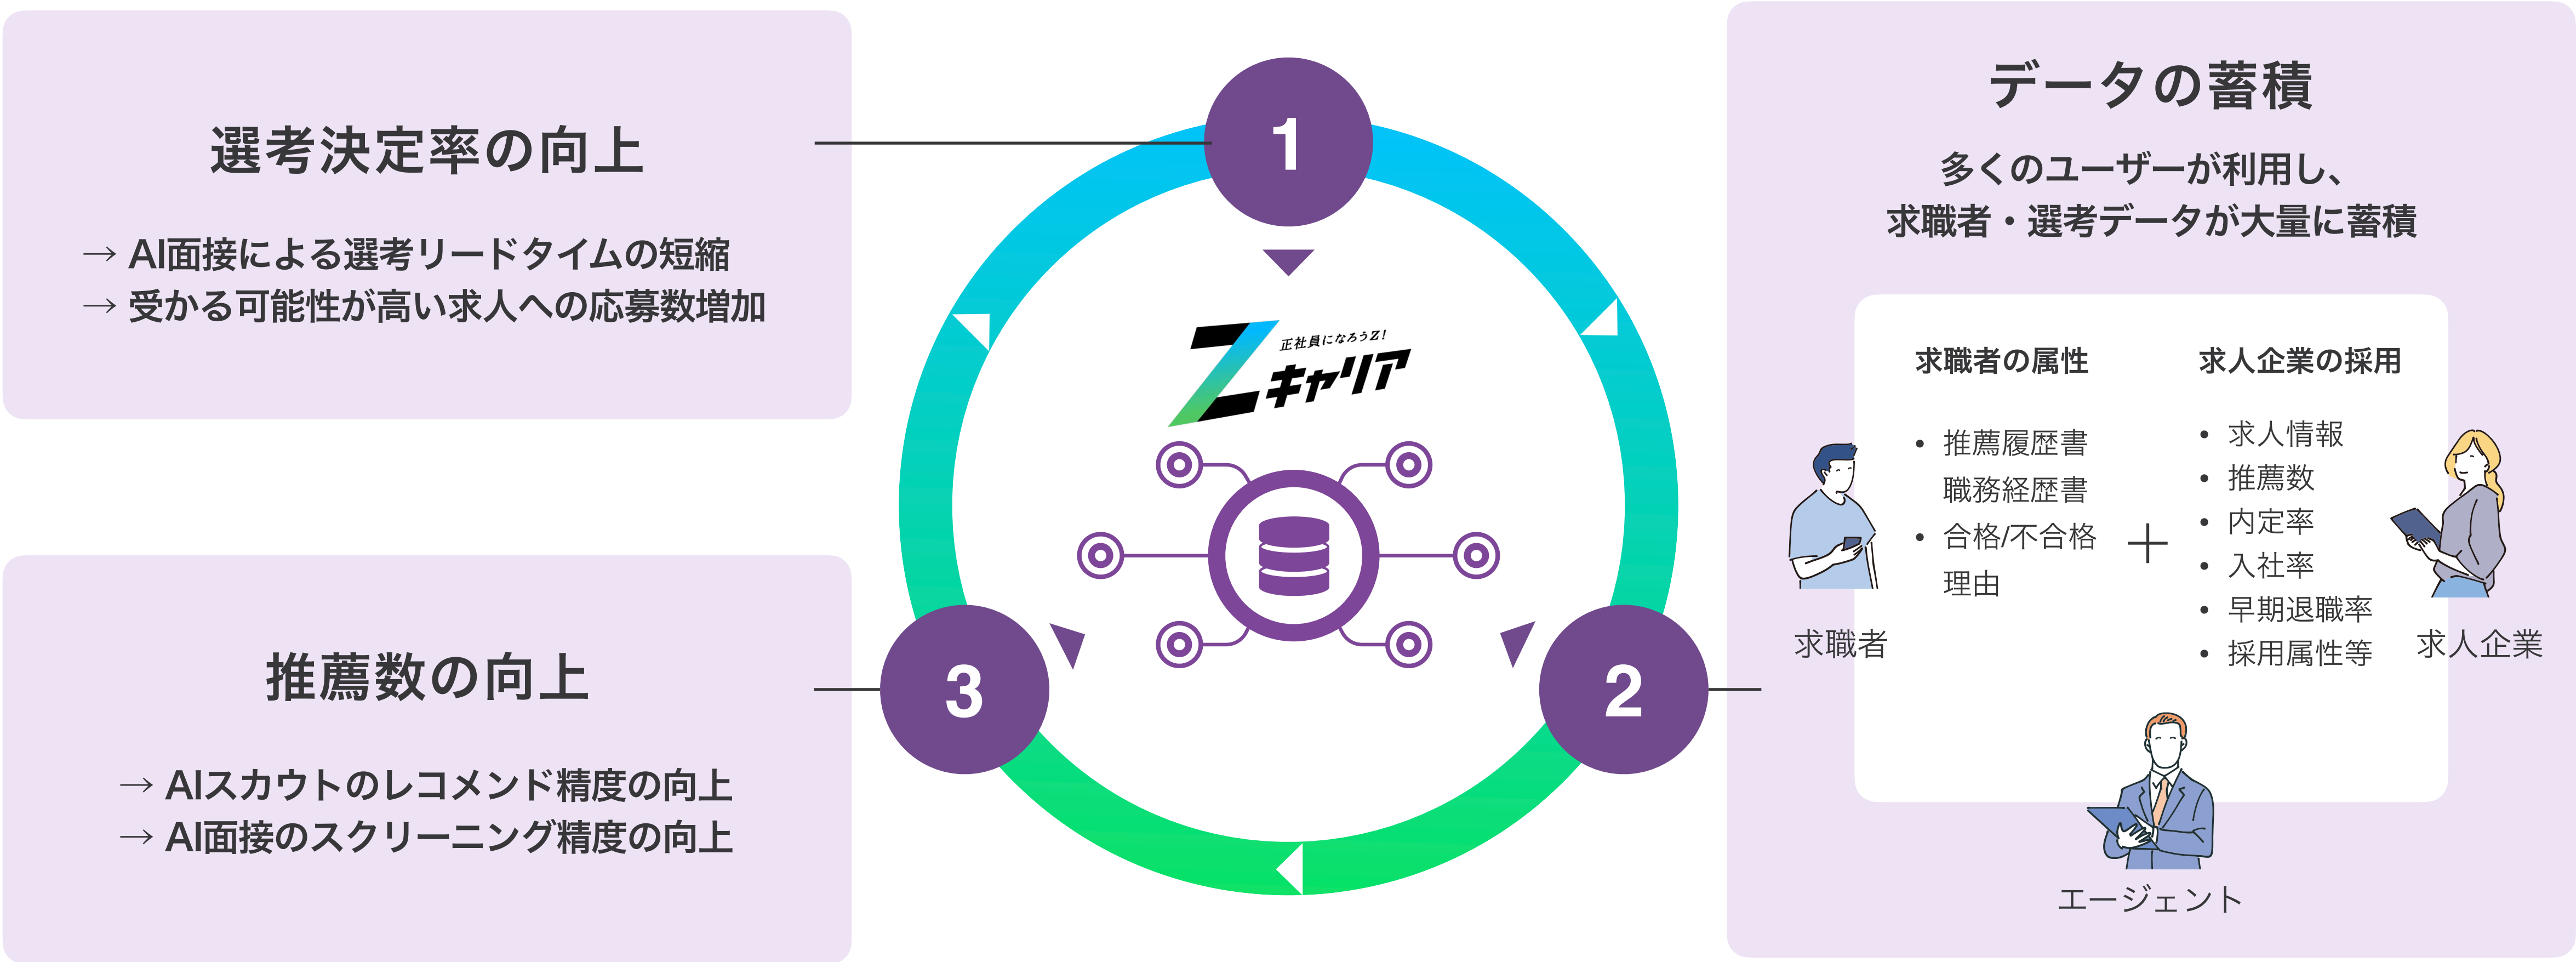 選考決定率の向上
→ AI面接による選考リードタイムの短縮
→ 受かる可能性が高い求人への応募数増加
推薦数の向上
→ AIスカウトのレコメンド精度の向上
→ AI面接のスクリーニング精度の向上
1
正社員になろうZ!
Zキャリア
3
2
データの蓄積
多くのユーザーが利用し、
求職者・選考データが大量に蓄積
求職者の属性
• 推薦履歴書
職務経歴書
• 合格/不合格
理由
+
求人企業の採用
• 求人情報
• 推薦数
• 内定率
• 入社率
• 早期退職率
• 採用属性等
求職者
求人企業
エージェント